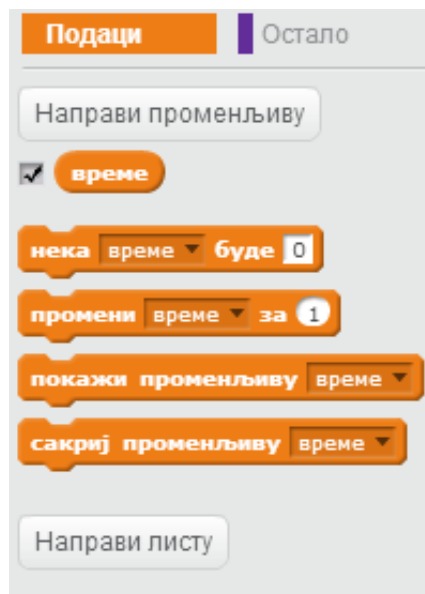 Подаци Остало
Направи променљиву
време
нека време буде 0
промени време за 1
покажи променљиву време
сакриј променљиву време
Направи листу